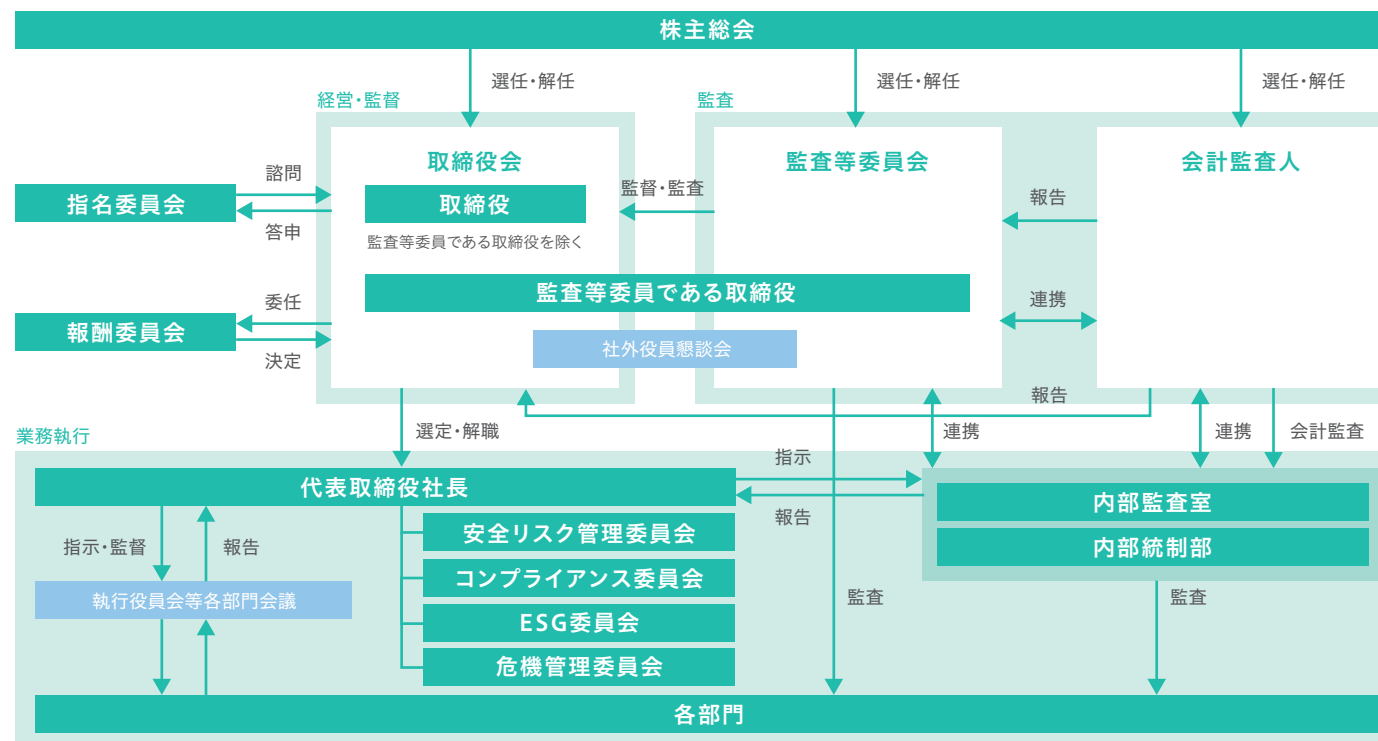 株主総会
選任・解任
選任・解任
選任・解任
経営・監督
監査
取締役会
監査等委員会
会計監査人
諮問
指名委員会
答申
取締役
監査等委員である取締役を除く
監督・監査
報告
監査等委員である取締役
委任
報酬委員会
決定
連携
社外役員懇談会
報告
業務執行
選定・解職
連携
連携
会計監査
指示
代表取締役社長
報告
内部監査室
内部統制部
指示・監督
報告
安全リスク管理委員会
コンプライアンス委員会
執行役員会等各部門会議
ESG委員会
危機管理委員会
監査
監査
各部門